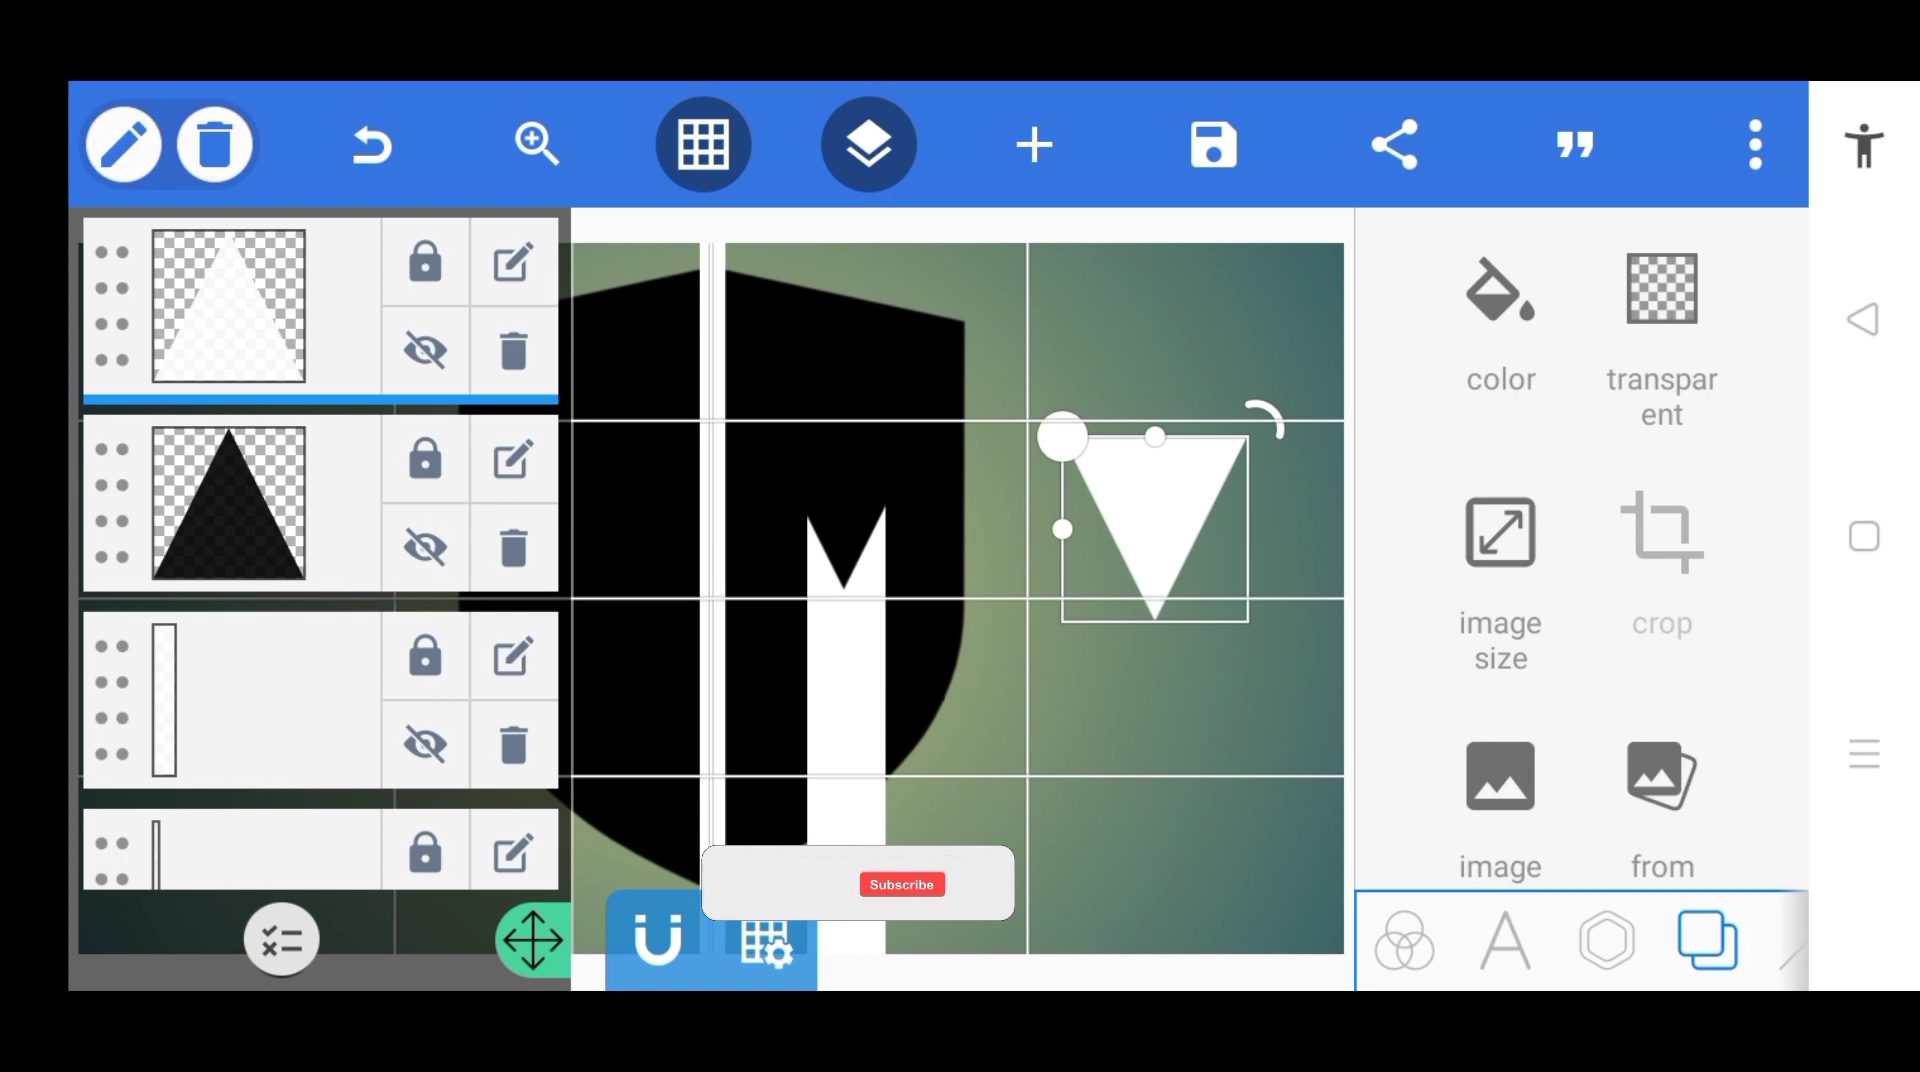 color
transpar
ent
image
size
crop
image
from
Subscribe